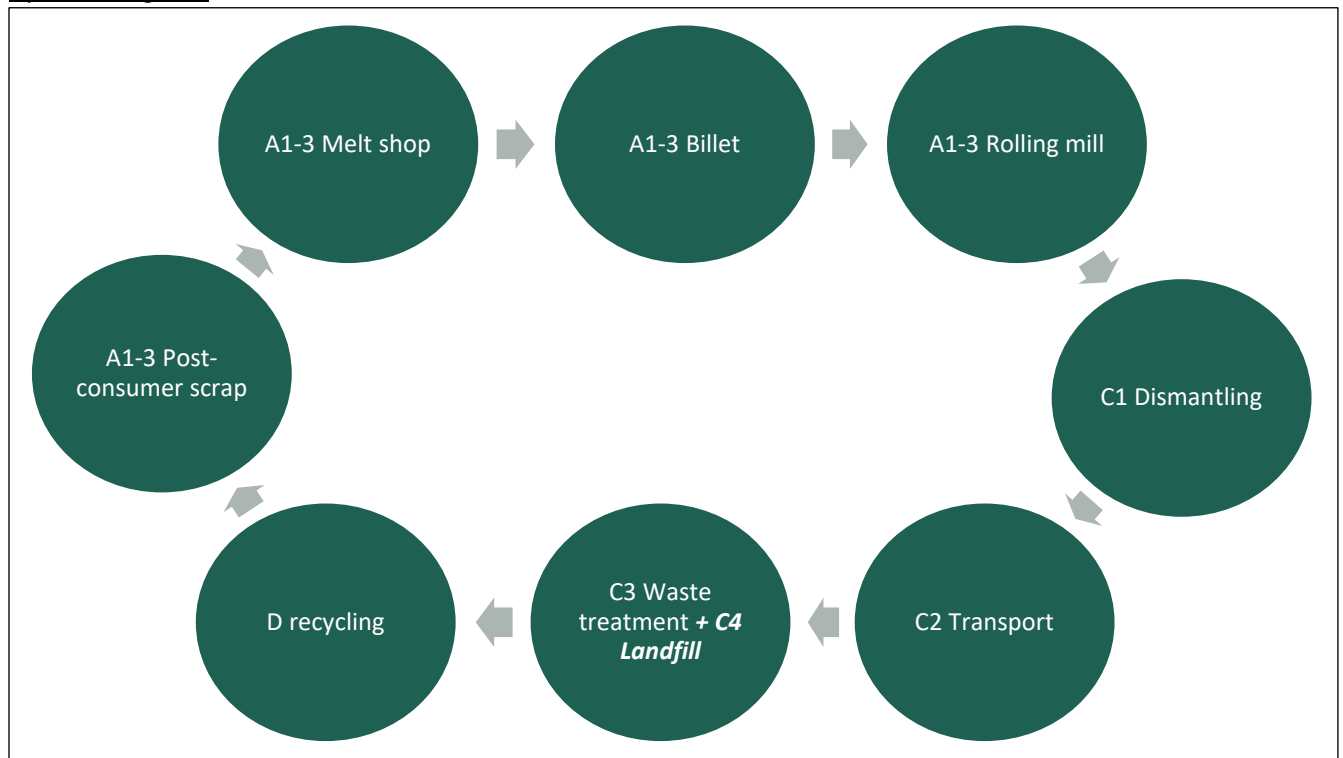 A1-3 Melt shop
A1-3 Billet
A1-3 Rolling mill
A1-3 Post-
consumer scrap
C1 Dismantling
D recycling
C3 Waste
treatment + C4
Landfill
C2 Transport